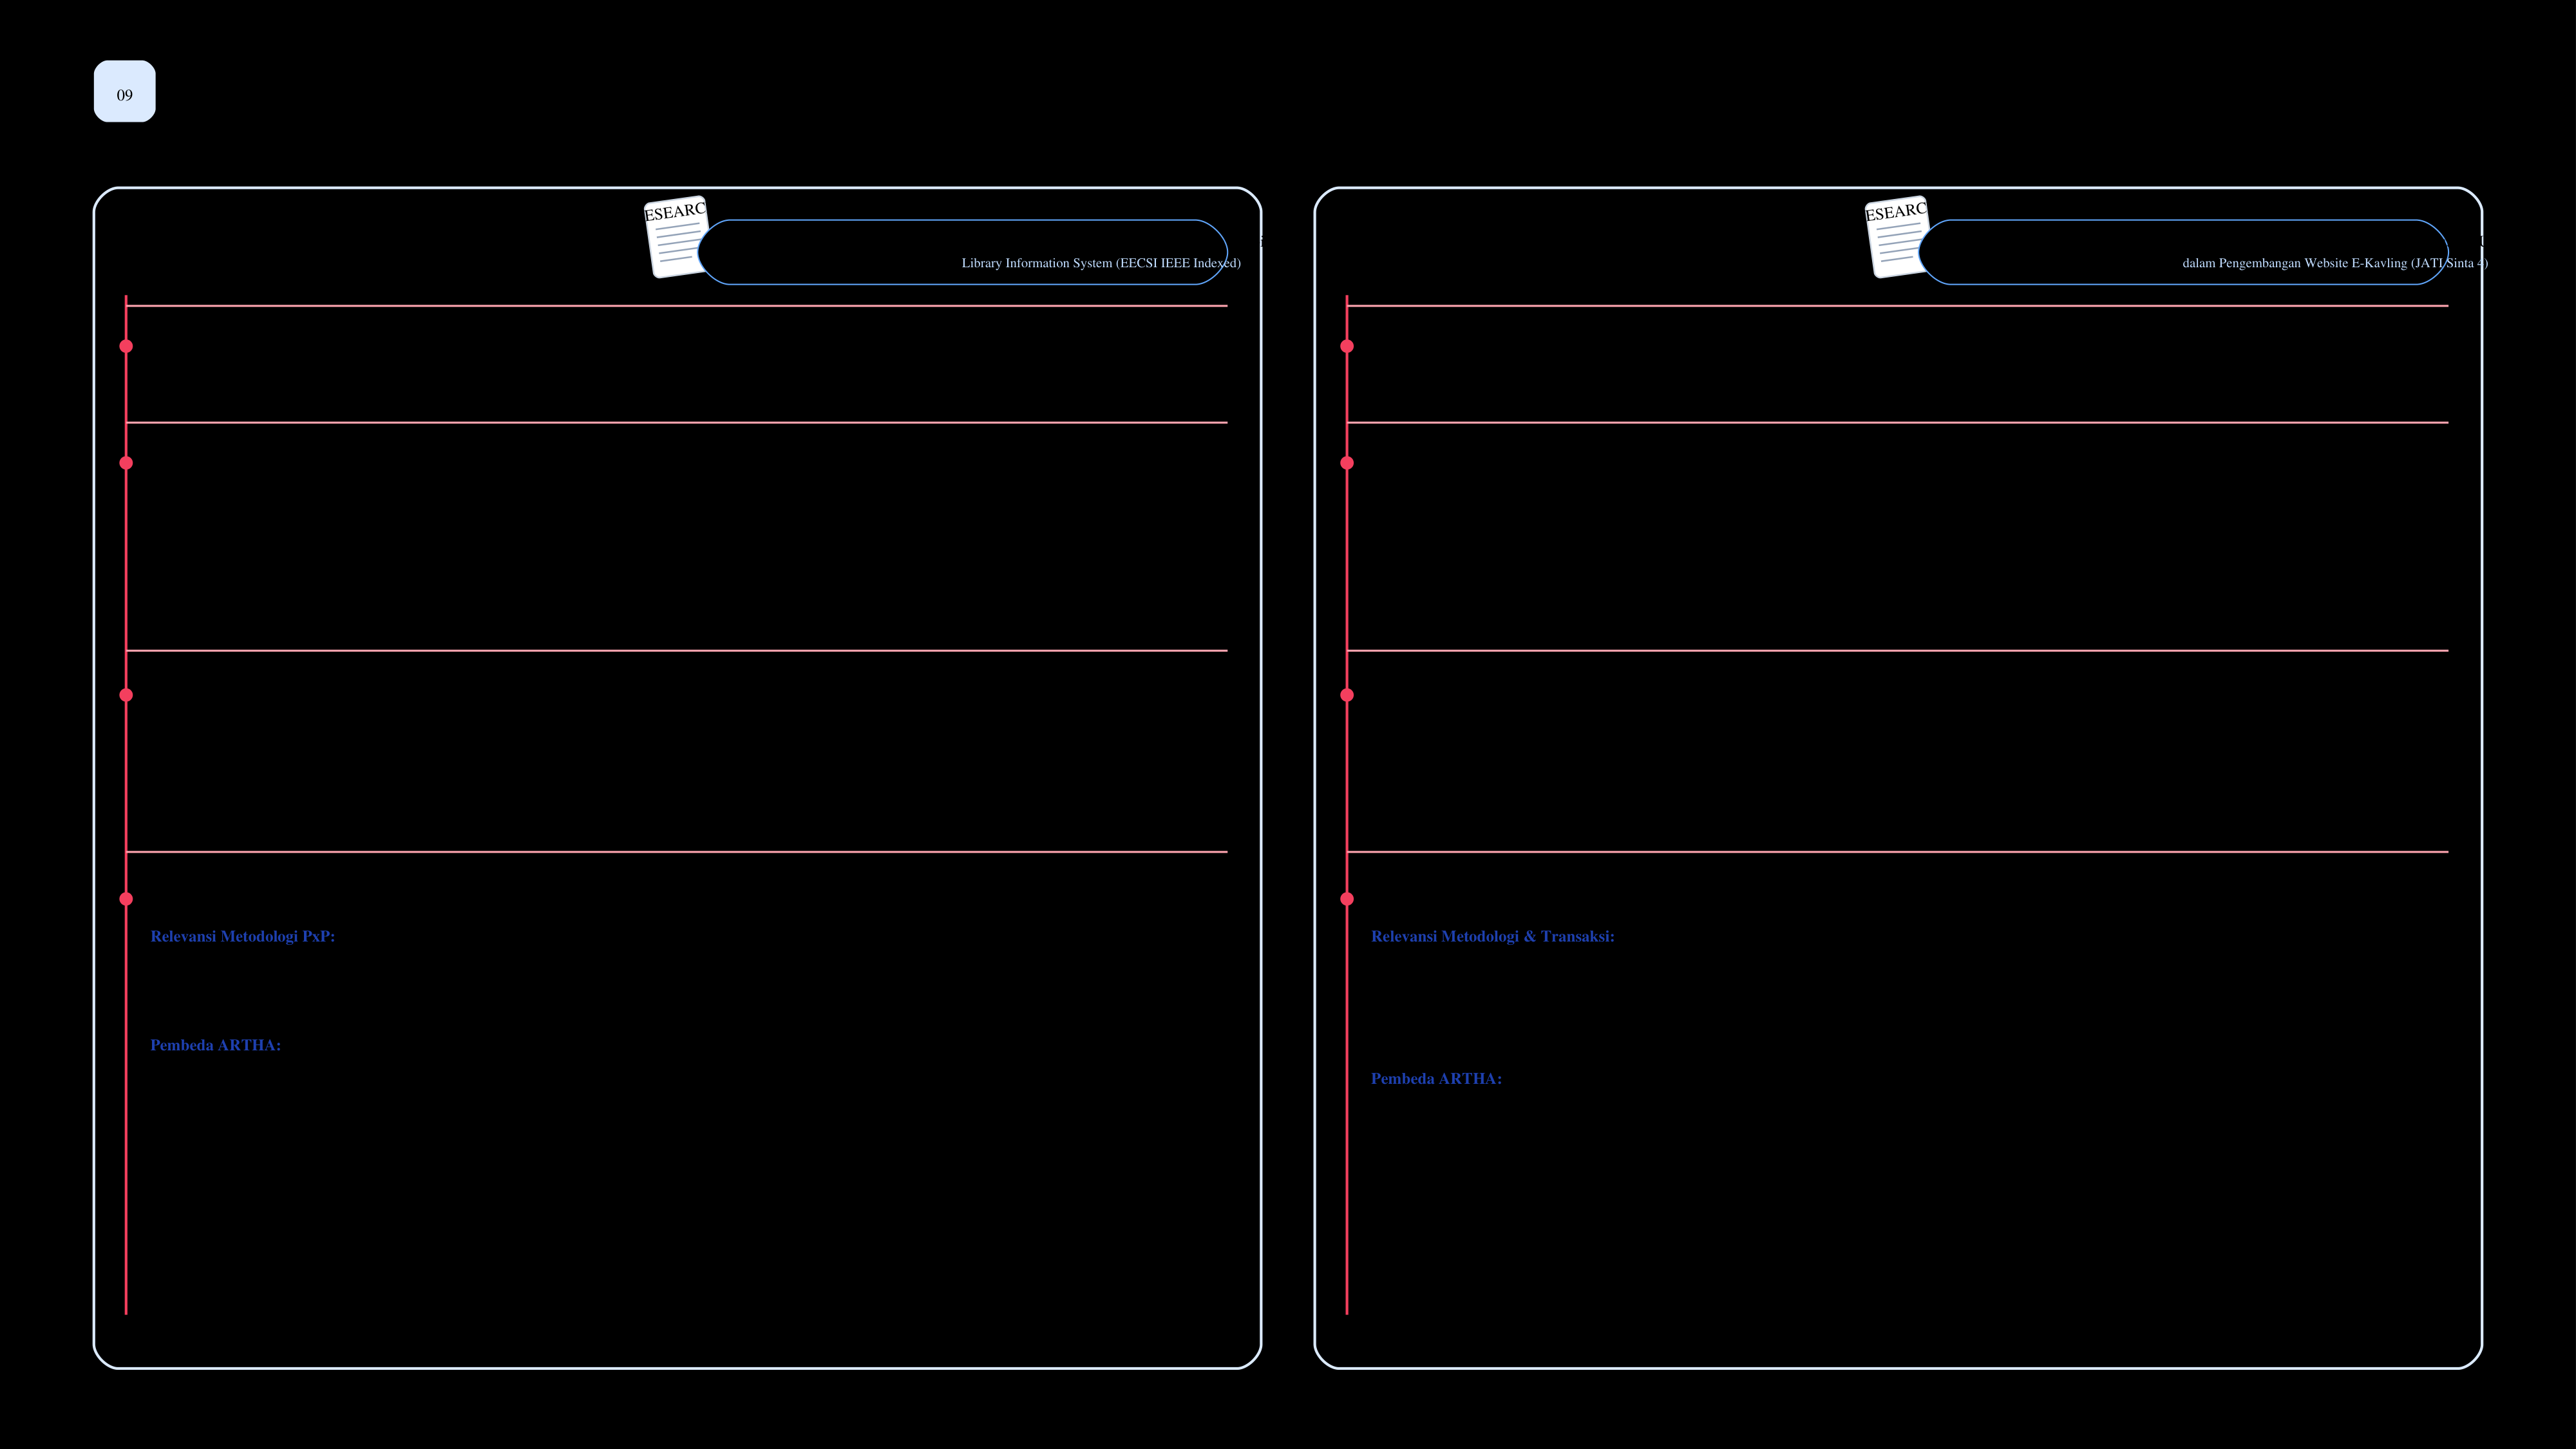 09
ESEARC
Library Information System (EECSI IEEE Indexed)
Relevansi Metodologi PxP:
Pembeda ARTHA:
ESEARC
dalam Pengembangan Website E-Kavling (JATI Sinta 4)
Relevansi Metodologi & Transaksi:
Pembeda ARTHA: